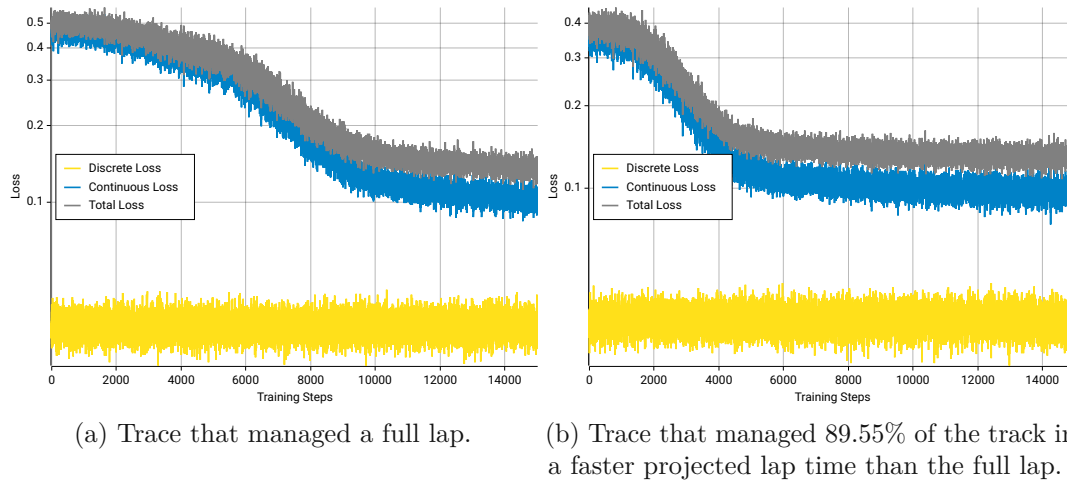 0.5
0.4
0.3
0.2
0.1
Loss
Discrete Loss
Continuous Loss
Total Loss
0 2000 4000 6000 8000 10000 12000 14000
Training Steps
(a) Trace that managed a full lap.
0.4
0.3
0.2
0.1
Loss
Discrete Loss
Continuous Loss
Total Loss
0 2000 4000 6000 8000 10000 12000 14000
Training Steps
(b) Trace that managed 89.55% of the track in
a faster projected lap time than the full lap.